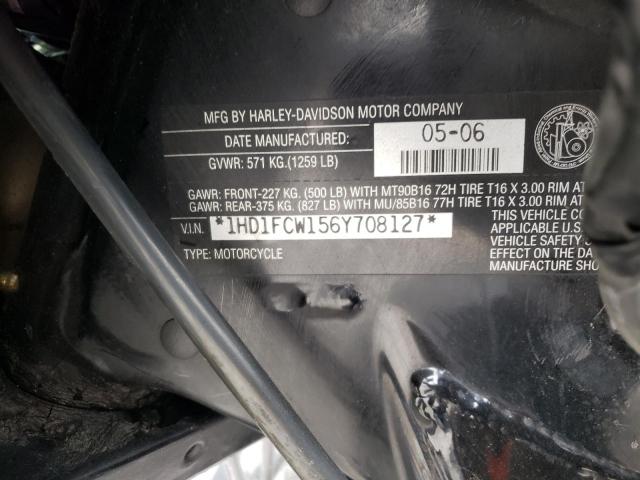 MFG BY HARLEY-DAVIDSON MOTOR COMPANY
DATE MANUFACTURED: 05-06
GVWR: 571 KG.(1259 LB)
GAWR: FRONT-227 KG. (500 LB) WITH MT90B16 72H TIRE T16 X 3.00 RIM AT
GAWR: REAR-375 KG. (827 LB) WITH MU/85B16 77H TIRE T16 X 3.00 RIM AT
V.I.N. *1HD1FCW156Y708127*
TYPE: MOTORCYCLE
THIS VEHICLE CON
APPLICABLE U.S.
VEHICLE SAFETY
EFFECT ON THE DA
MANUFACTURE SHO